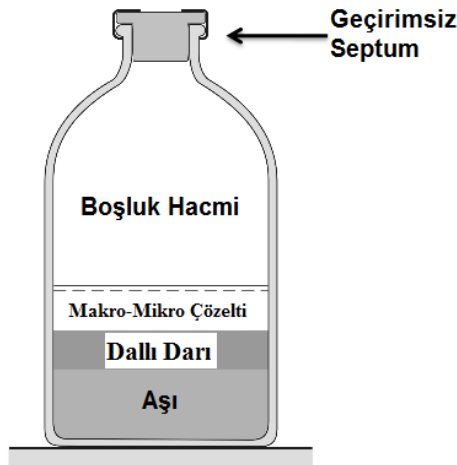 Geçirimsiz
Septum
Boşluk Hacmi
Makro-Mikro Çözelti
Dallı Darı
Aşı